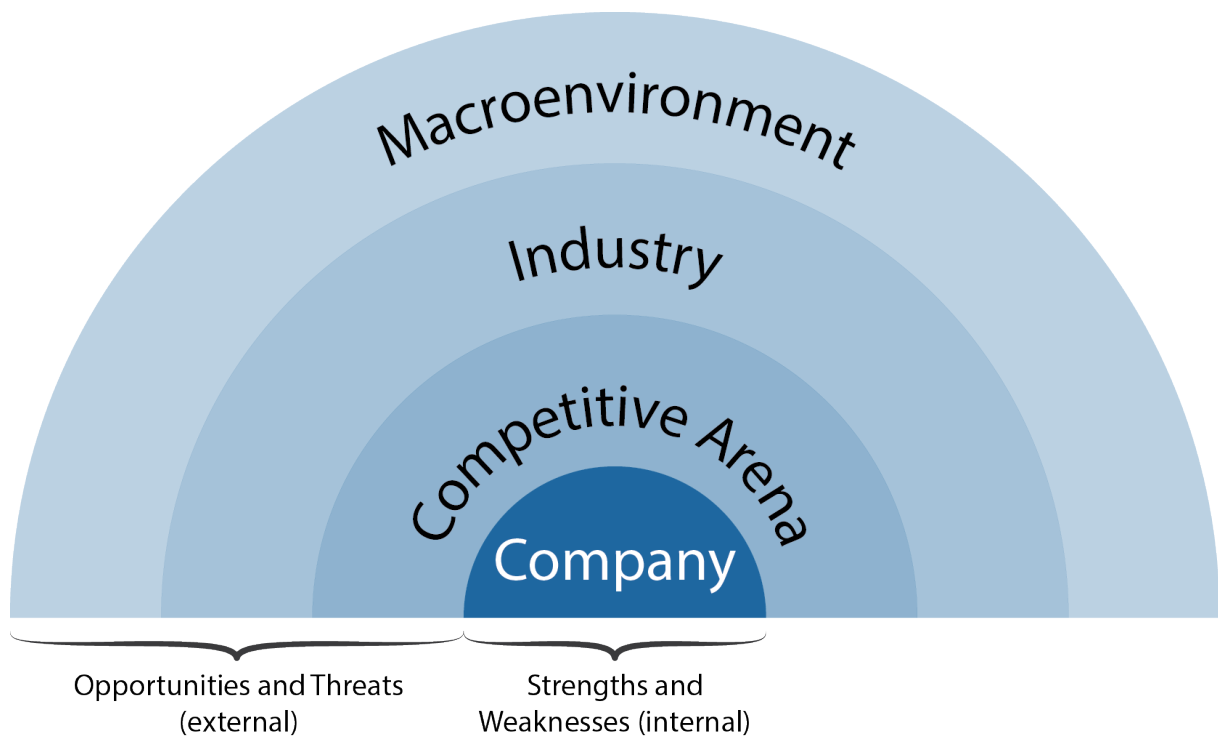 Macroenvironment
Industry
Competitive Arena
Company
Opportunities and Threats
(external)
Strengths and
Weaknesses (internal)